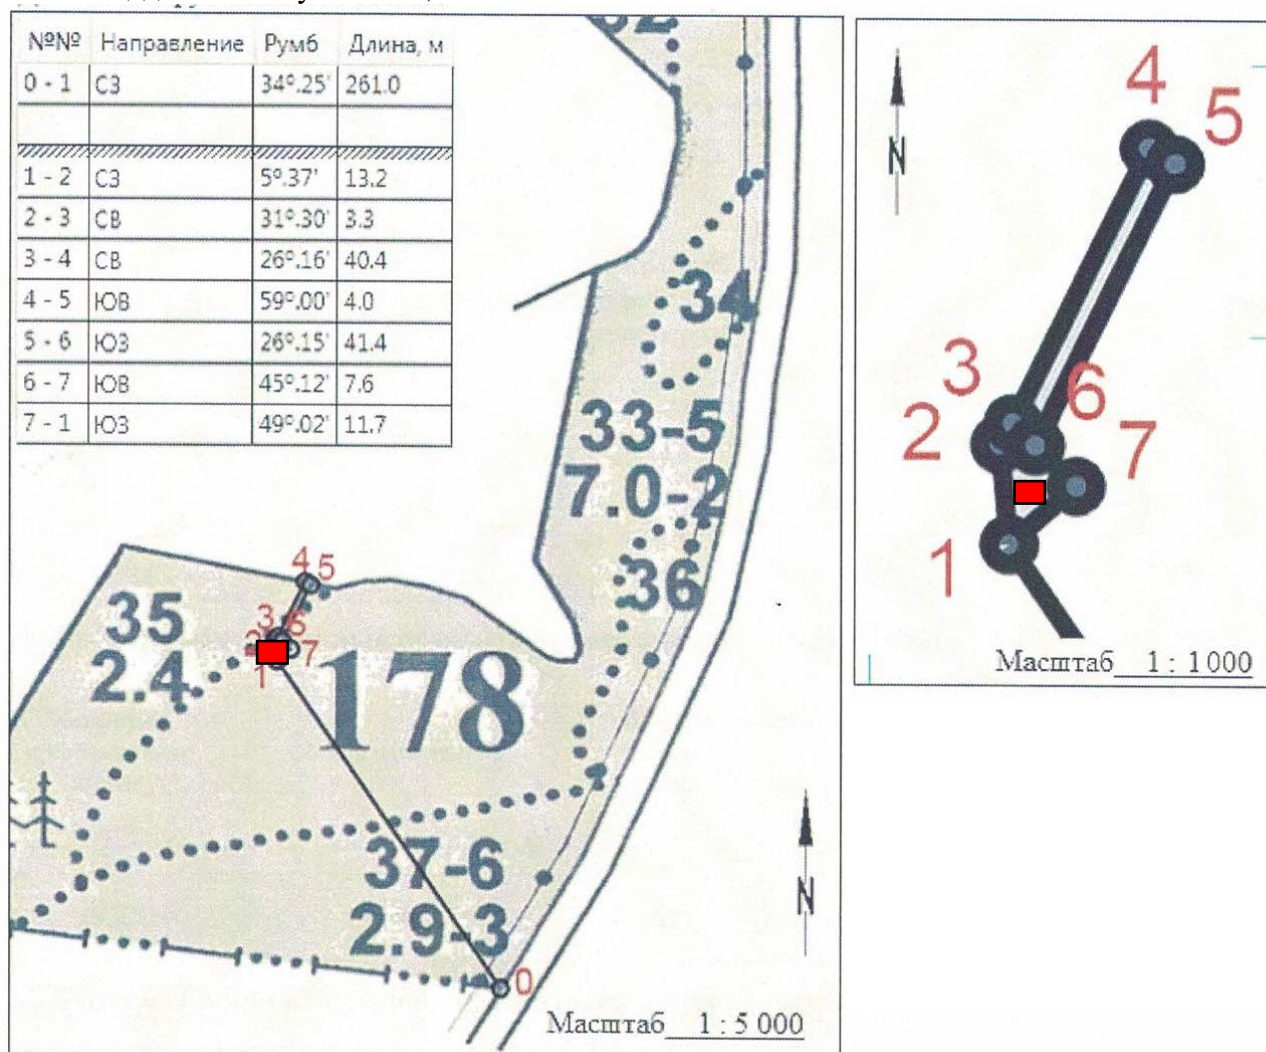 №№ Направление Румб Длина, м
0 - 1 СЗ 34°.25' 261.0
1 - 2 СЗ 5°.37' 13.2
2 - 3 СВ 31°.30' 3.3
3 - 4 СВ 26°.16' 40.4
4 - 5 ЮВ 59°.00' 4.0
5 - 6 ЮЗ 26°.15' 41.4
6 - 7 ЮВ 45°.12' 7.6
7 - 1 ЮЗ 49°.02' 11.7
34
33-5
7.0-2
36
4 5
35
2.4
3 6
2 7
1
178
37-6
2.9-3
N
0
Масштаб 1 : 5 000
N
4
5
3
6
2
7
1
Масштаб 1 : 1000